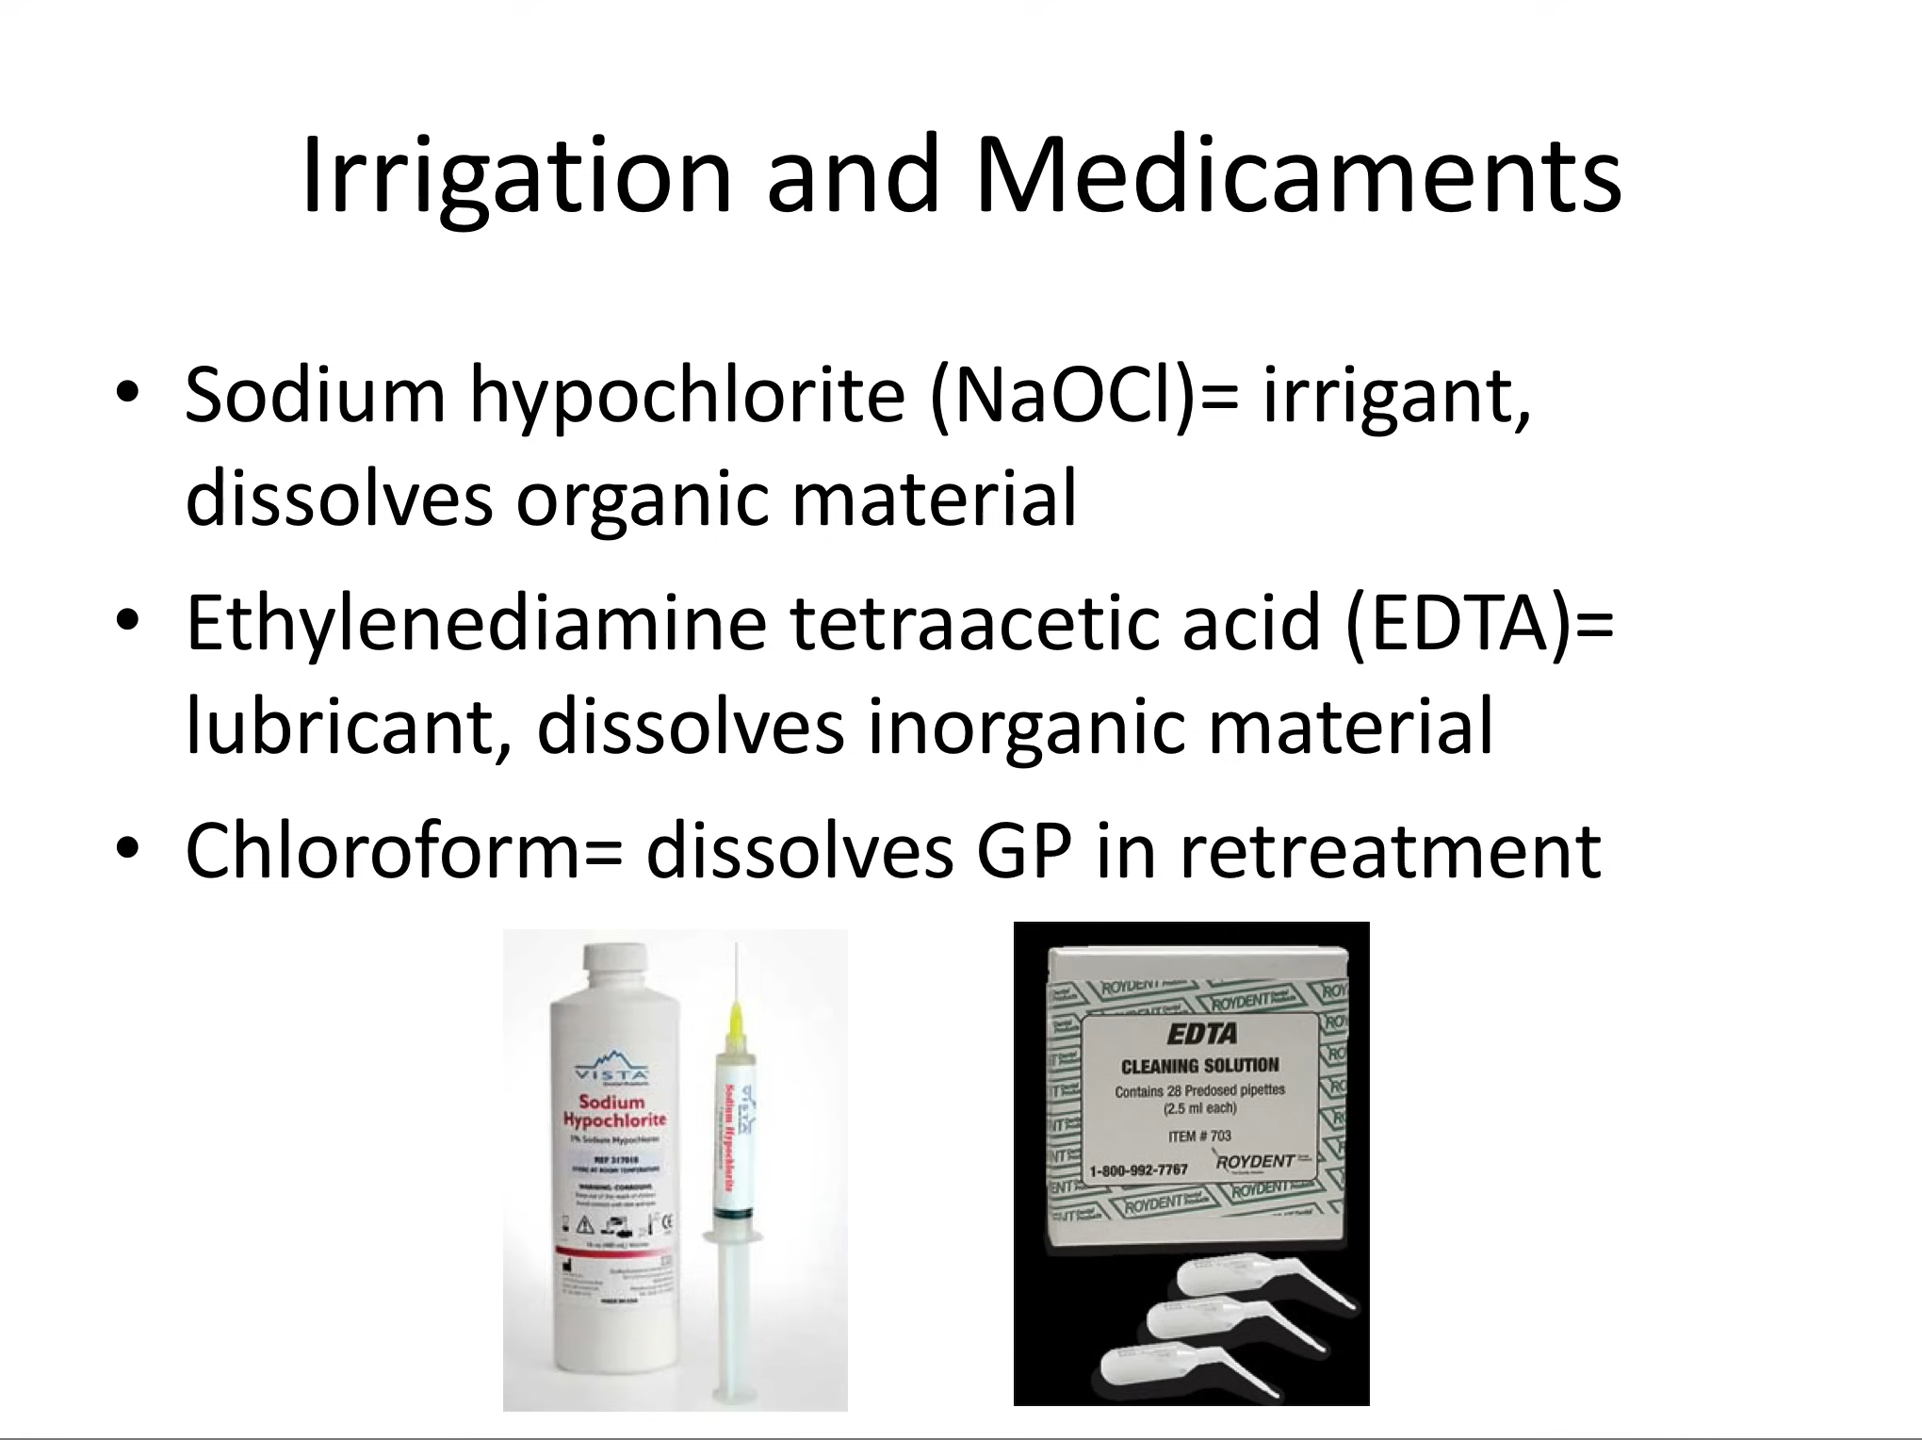 Irrigation and Medicaments
• Sodium hypochlorite (NaOCl)= irrigant,
dissolves organic material
• Ethylenediamine tetraacetic acid (EDTA)=
lubricant, dissolves inorganic material
• Chloroform= dissolves GP in retreatment
VISTA
Sodium
Hypochlorite
Sodium Hypochlorite
ROYDENT
EDTA
CLEANING SOLUTION
Contains 28 Predosed pipettes
(2.5 ml each)
ITEM # 703
1-800-992-7767
ROYDENT